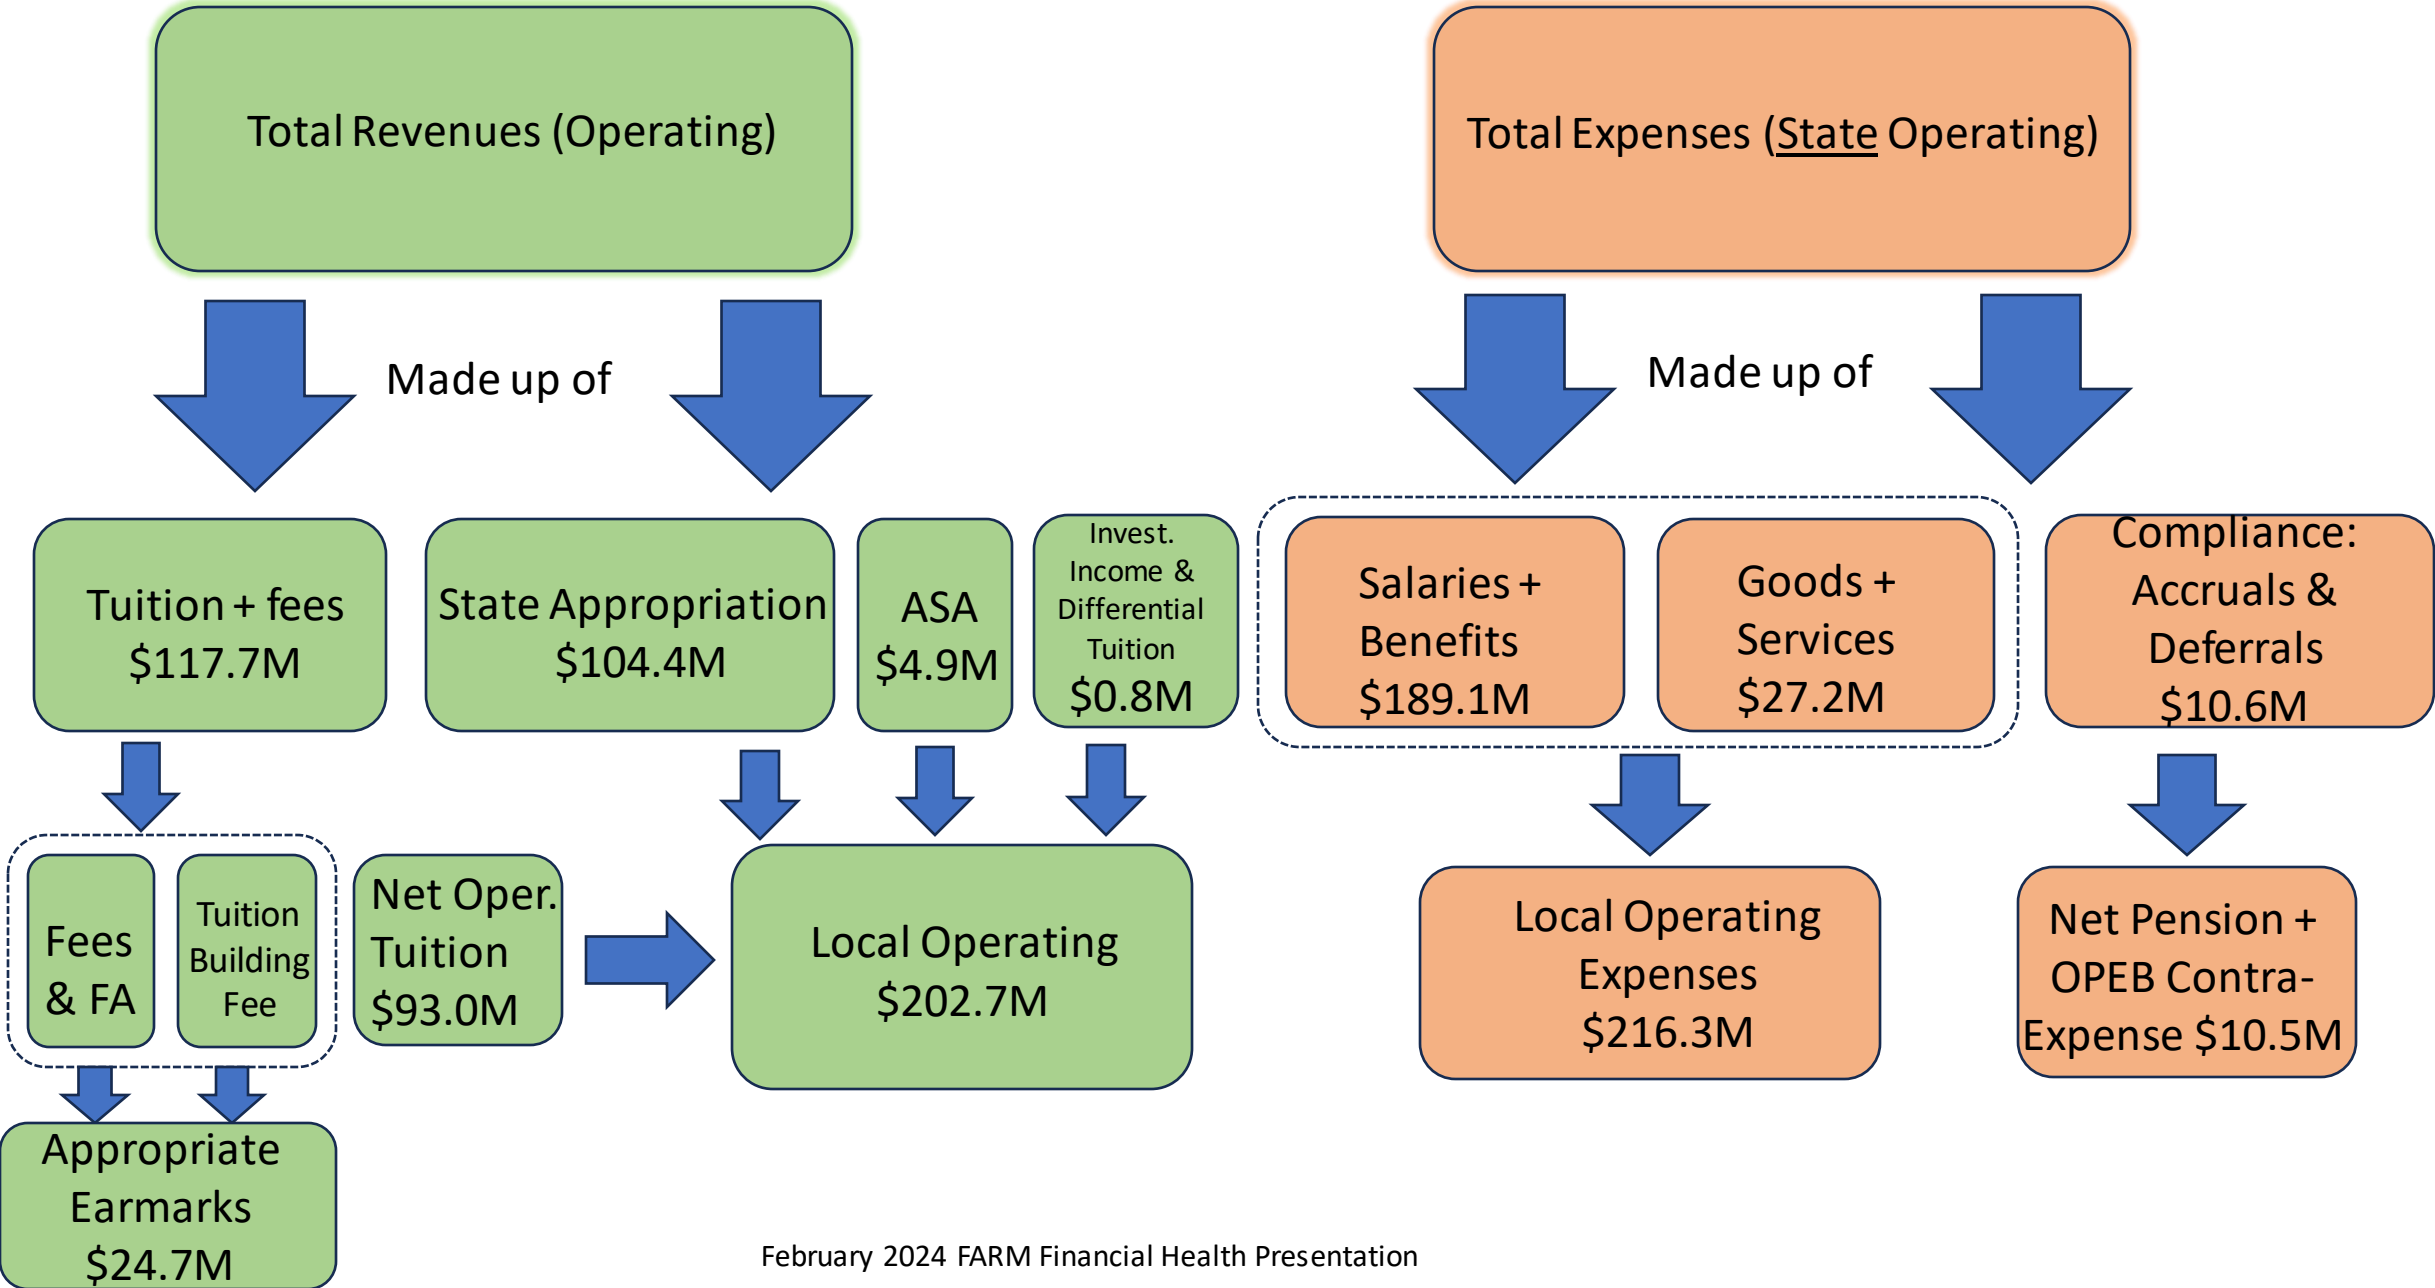 Total Revenues (Operating)
Total Expenses (State Operating)
Made up of
Made up of
Tuition + fees
$117.7M
State Appropriation
$104.4M
ASA
$4.9M
Invest.
Income &
Differential
Tuition
$0.8M
Salaries +
Benefits
$189.1M
Goods +
Services
$27.2M
Compliance:
Accruals &
Deferrals
$10.6M
Fees
& FA
Tuition
Building
Fee
Net Oper.
Tuition
$93.0M
Local Operating
$202.7M
Local Operating
Expenses
$216.3M
Net Pension +
OPEB Contra-
Expense $10.5M
Appropriate
Earmarks
$24.7M
February 2024 FARM Financial Health Presentation